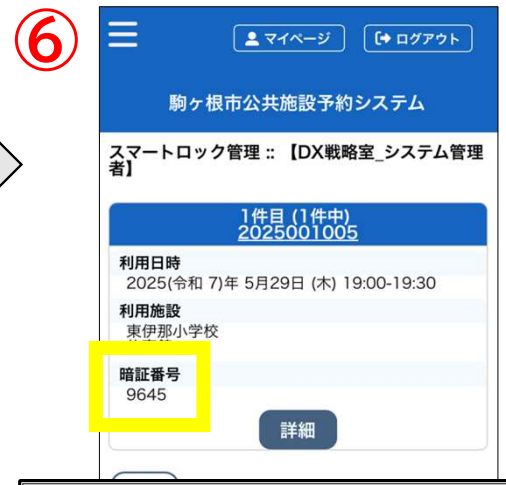 ⑥
マイページ
ログアウト
駒ヶ根市公共施設予約システム
スマートロック管理 :: 【DX戦略室_システム管理
者】
1件目 (1件中)
2025001005
利用日時
2025(令和 7)年 5月29日 (木) 19:00-19:30
利用施設
東伊那小学校
暗証番号
9645
詳細